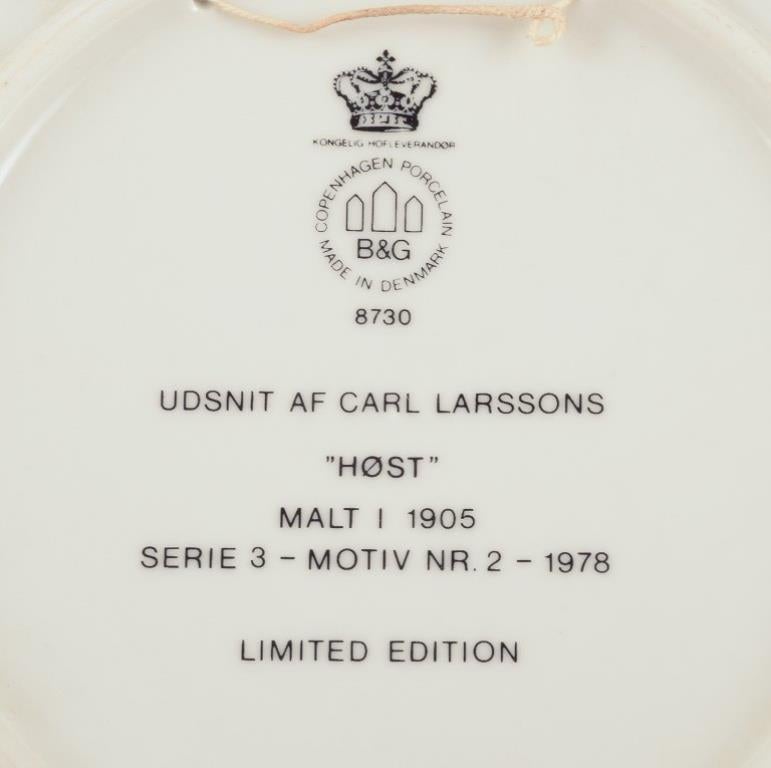 KONGELIG HOFLEVERANDØR
COPENHAGEN PORCELAIN
B&G
MADE IN DENMARK
8730
UDSNIT AF CARL LARSSONS
"HØST"
MALT I 1905
SERIE 3 – MOTIV NR. 2 – 1978
LIMITED EDITION